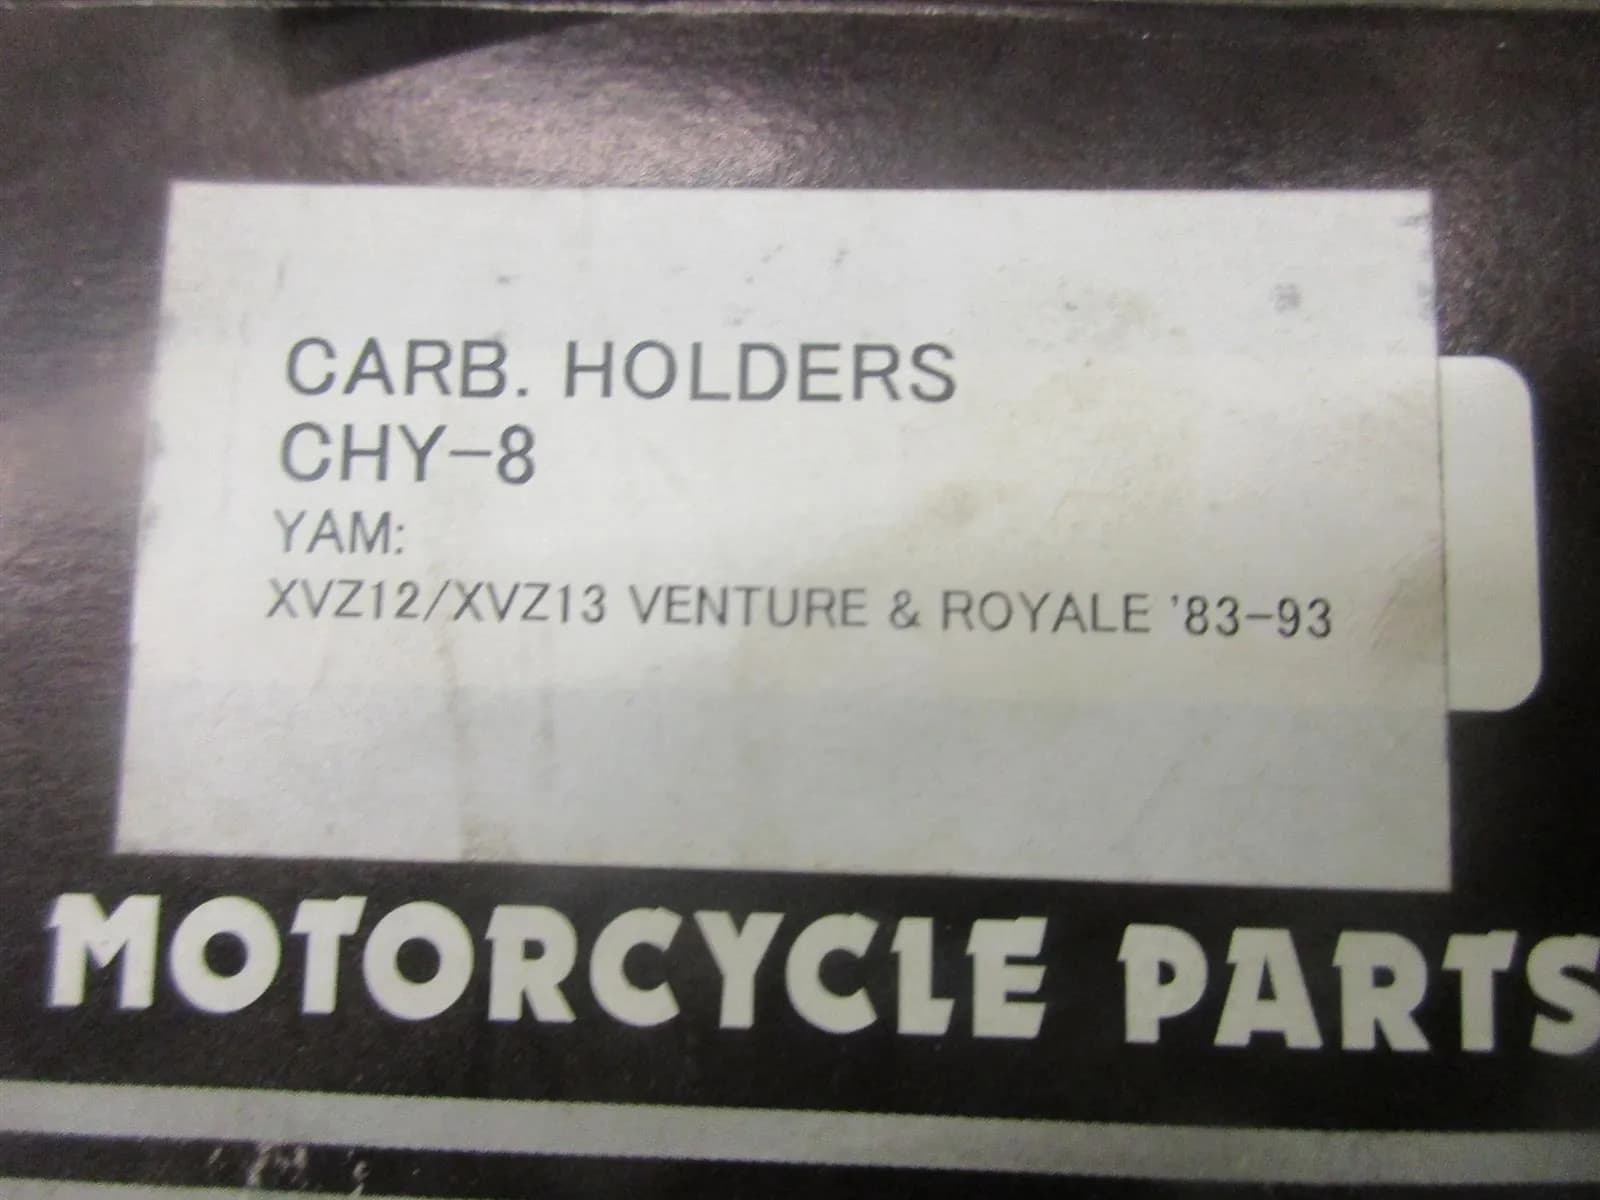 CARB. HOLDERS
CHY-8
YAM:
XVZ12/XVZ13 VENTURE & ROYALE '83-93
MOTORCYCLE PARTS